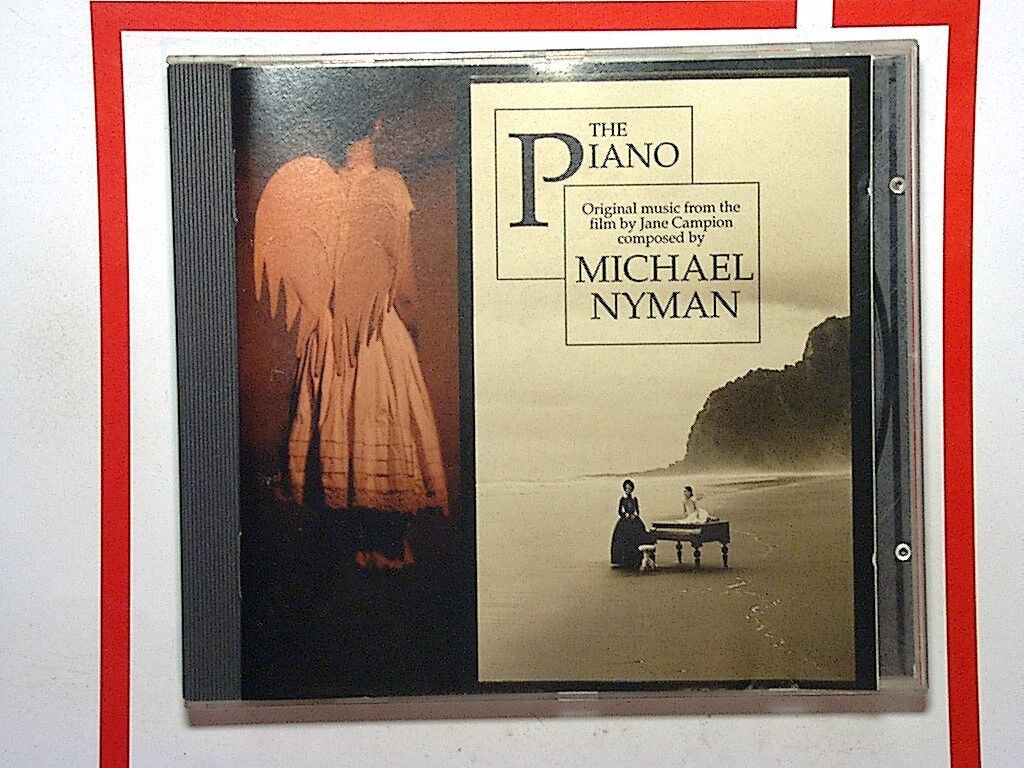 THE
PIANO
Original music from the
film by Jane Campion
composed by
MICHAEL
NYMAN